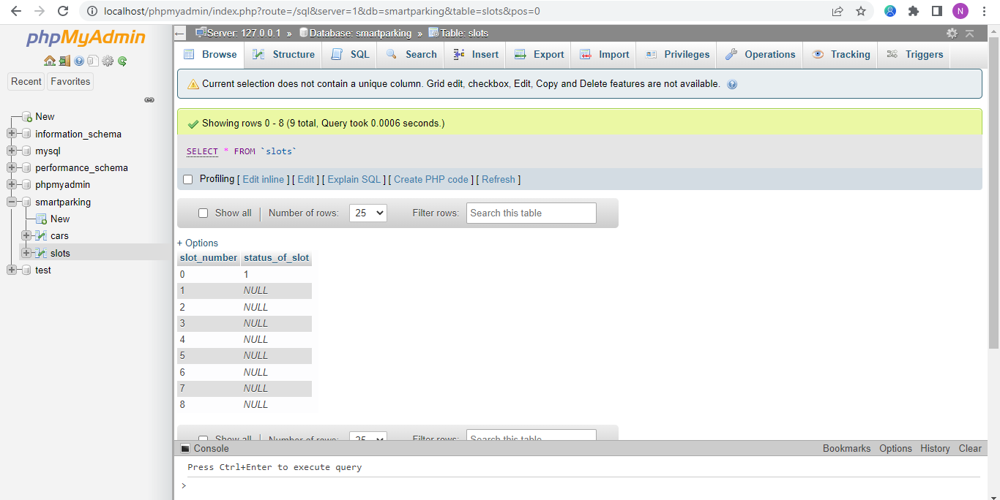 localhost/phpmyadmin/index.php?route=/sql&server=1&db=smartparking&table=slots&pos=0
N
phpMyAdmin
Recent Favorites
New
information_schema
mysql
performance_schema
phpmyadmin
smartparking
New
cars
slots
test
Server: 127.0.0.1 » Database: smartparking » Table: slots
Browse Structure SQL Search Insert Export Import Privileges Operations Tracking Triggers
Current selection does not contain a unique column. Grid edit, checkbox, Edit, Copy and Delete features are not available.
Showing rows 0 - 8 (9 total, Query took 0.0006 seconds.)
SELECT * FROM `slots`
Profiling [ Edit inline ] [ Edit ] [ Explain SQL ] [ Create PHP code ] [ Refresh ]
Show all | Number of rows: 25 Filter rows: Search this table
+ Options
slot_number status_of_slot
0 1
1 NULL
2 NULL
3 NULL
4 NULL
5 NULL
6 NULL
7 NULL
8 NULL
Show all | Number of rows: 25 Filter rows: Search this table
Console Bookmarks Options History Clear
Press Ctrl+Enter to execute query
>